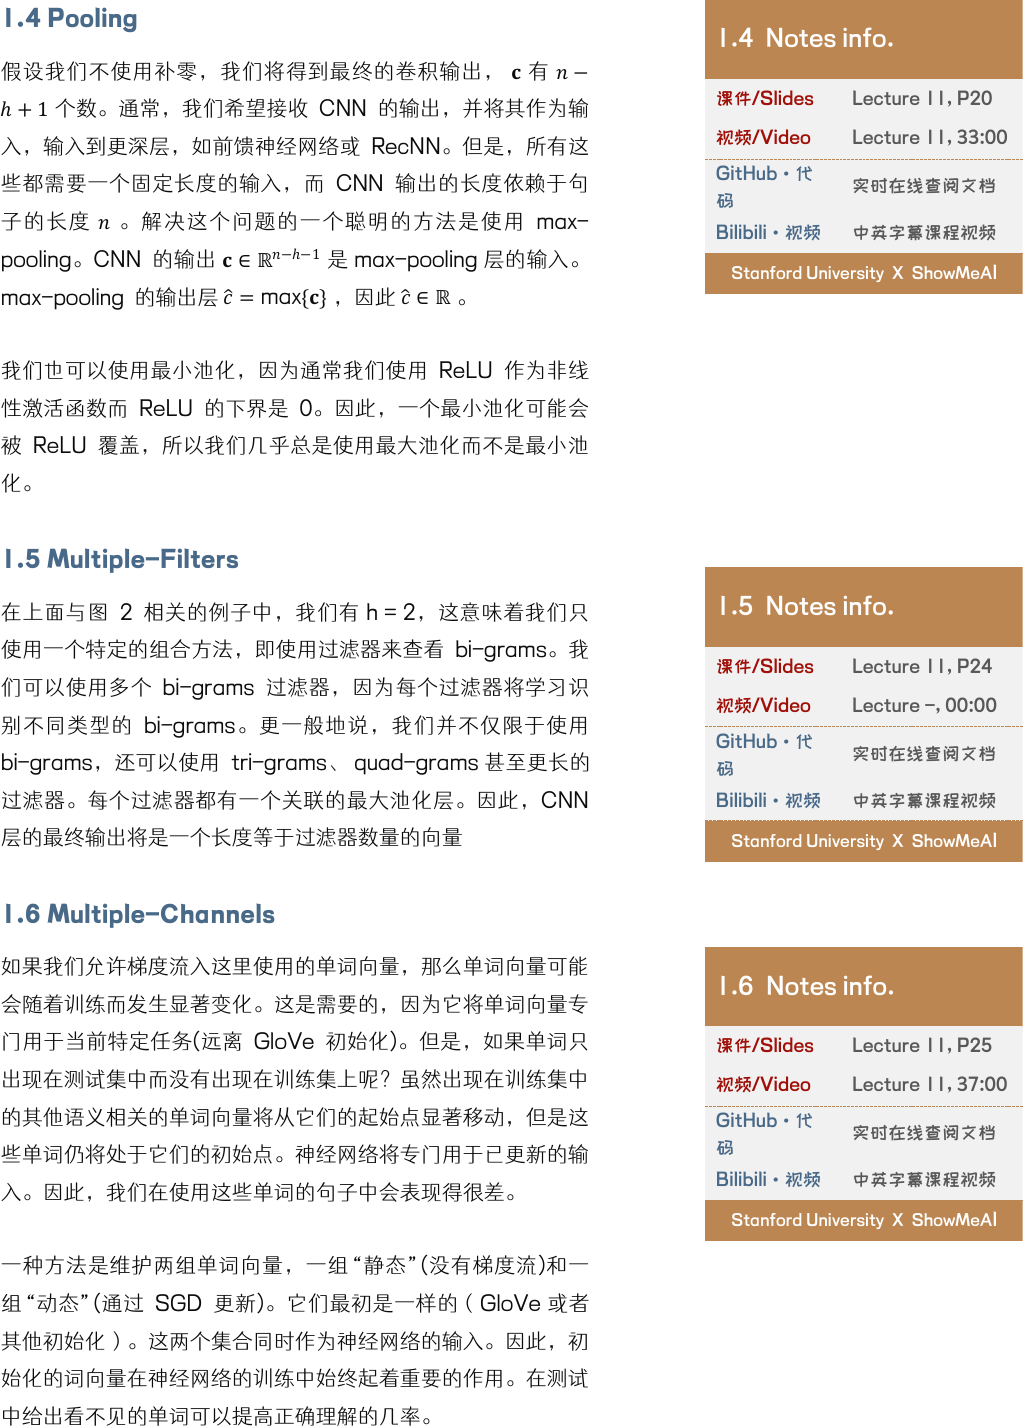 1.4 Pooling
假设我们不使用补零，我们将得到最终的卷积输出， c 有 n −
h + 1 个数。通常，我们希望接收 CNN 的输出，并将其作为输
入，输入到更深层，如前馈神经网络或 RecNN。但是，所有这
些都需要一个固定长度的输入，而 CNN 输出的长度依赖于句
子的长度 n 。解决这个问题的一个聪明的方法是使用 max-
pooling。CNN 的输出 c ∈ ℝⁿ⁻ʰ⁻¹ 是 max-pooling 层的输入。
max-pooling 的输出层 ĉ = max{c} ，因此 ĉ ∈ ℝ 。
我们也可以使用最小池化，因为通常我们使用 ReLU 作为非线
性激活函数而 ReLU 的下界是 0。因此，一个最小池化可能会
被 ReLU 覆盖，所以我们几乎总是使用最大池化而不是最小池
化。
1.4 Notes info.
课件/Slides Lecture 11, P20
视频/Video Lecture 11, 33:00
GitHub · 代
码 实时在线查阅文档
Bilibili · 视频 中英字幕课程视频
Stanford University X ShowMeAI
1.5 Multiple-Filters
在上面与图 2 相关的例子中，我们有 h = 2，这意味着我们只
使用一个特定的组合方法，即使用过滤器来查看 bi-grams。我
们可以使用多个 bi-grams 过滤器，因为每个过滤器将学习识
别不同类型的 bi-grams。更一般地说，我们并不仅限于使用
bi-grams，还可以使用 tri-grams、 quad-grams 甚至更长的
过滤器。每个过滤器都有一个关联的最大池化层。因此，CNN
层的最终输出将是一个长度等于过滤器数量的向量
1.5 Notes info.
课件/Slides Lecture 11, P24
视频/Video Lecture -, 00:00
GitHub · 代
码 实时在线查阅文档
Bilibili · 视频 中英字幕课程视频
Stanford University X ShowMeAI
1.6 Multiple-Channels
如果我们允许梯度流入这里使用的单词向量，那么单词向量可能
会随着训练而发生显著变化。这是需要的，因为它将单词向量专
门用于当前特定任务(远离 GloVe 初始化)。但是，如果单词只
出现在测试集中而没有出现在训练集上呢？虽然出现在训练集中
的其他语义相关的单词向量将从它们的起始点显著移动，但是这
些单词仍将处于它们的初始点。神经网络将专门用于已更新的输
入。因此，我们在使用这些单词的句子中会表现得很差。
一种方法是维护两组单词向量，一组“静态”(没有梯度流)和一
组“动态”(通过 SGD 更新)。它们最初是一样的（ GloVe 或者
其他初始化 ）。这两个集合同时作为神经网络的输入。因此，初
始化的词向量在神经网络的训练中始终起着重要的作用。在测试
中给出看不见的单词可以提高正确理解的几率。
1.6 Notes info.
课件/Slides Lecture 11, P25
视频/Video Lecture 11, 37:00
GitHub · 代
码 实时在线查阅文档
Bilibili · 视频 中英字幕课程视频
Stanford University X ShowMeAI